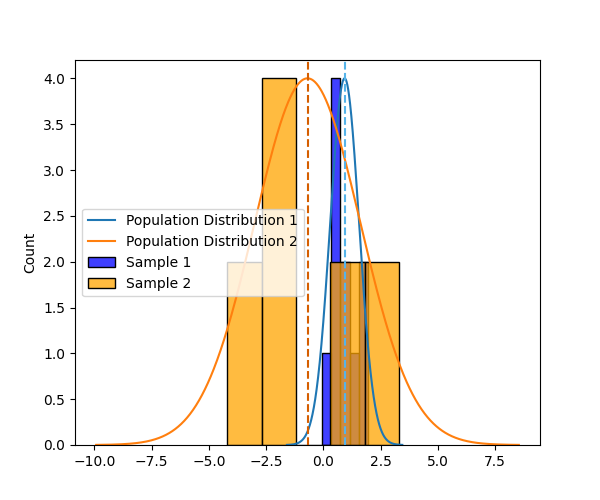 4.0
3.5
3.0
2.5
2.0
1.5
1.0
0.5
0.0
Count
Population Distribution 1
Population Distribution 2
Sample 1
Sample 2
−10.0 −7.5 −5.0 −2.5 0.0 2.5 5.0 7.5